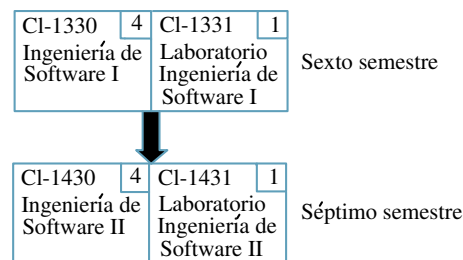 Cl-1330 4
Ingeniería de
Software I
Cl-1331 1
Laboratorio
Ingeniería de
Software I
Sexto semestre
Cl-1430 4
Ingeniería de
Software II
Cl-1431 1
Laboratorio
Ingeniería de
Software II
Séptimo semestre